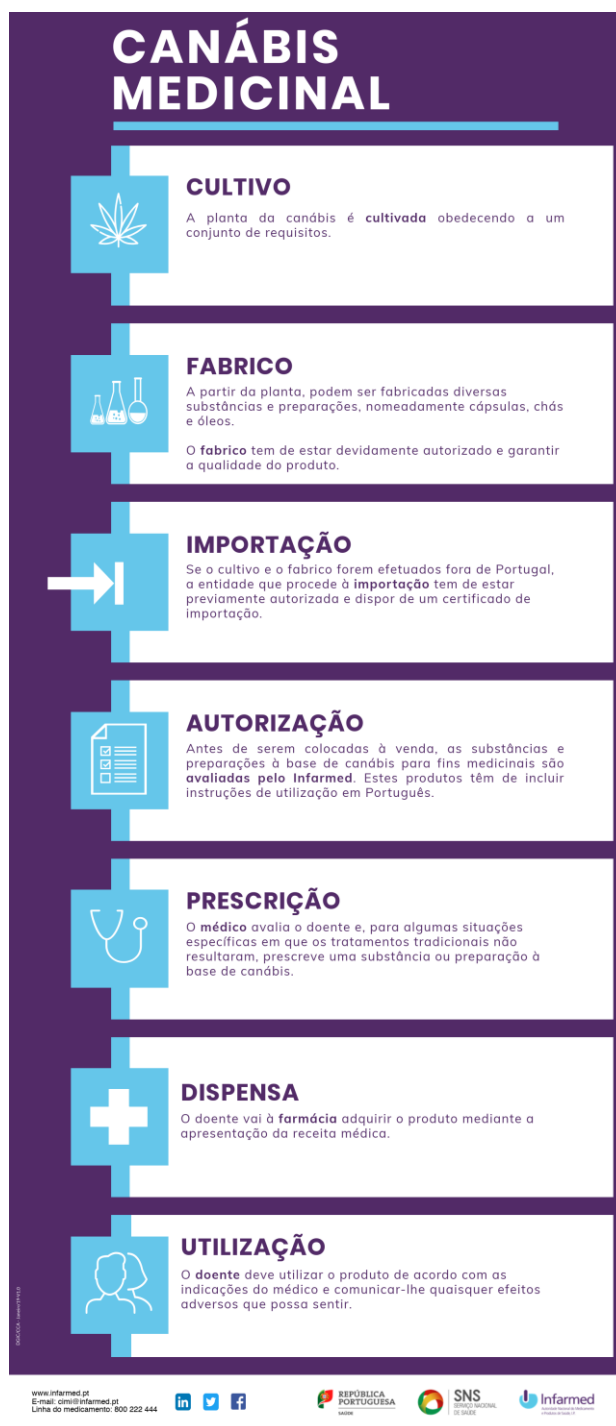 CANÁBIS
MEDICINAL
CULTIVO
A planta da canábis é cultivada obedecendo a um
conjunto de requisitos.
FABRICO
A partir da planta, podem ser fabricadas diversas
substâncias e preparações, nomeadamente cápsulas, chás
e óleos.
O fabrico tem de estar devidamente autorizado e garantir
a qualidade do produto.
IMPORTAÇÃO
Se o cultivo e o fabrico forem efetuados fora de Portugal,
a entidade que procede à importação tem de estar
previamente autorizada e dispor de um certificado de
importação.
AUTORIZAÇÃO
Antes de serem colocadas à venda, as substâncias e
preparações à base de canábis para fins medicinais são
avaliadas pelo Infarmed. Estes produtos têm de incluir
instruções de utilização em Português.
PRESCRIÇÃO
O médico avalia o doente e, para algumas situações
específicas em que os tratamentos tradicionais não
resultaram, prescreve uma substância ou preparação à
base de canábis.
DISPENSA
O doente vai à farmácia adquirir o produto mediante a
apresentação da receita médica.
UTILIZAÇÃO
O doente deve utilizar o produto de acordo com as
indicações do médico e comunicar-lhe quaisquer efeitos
adversos que possa sentir.
www.infarmed.pt
E-mail: cimi@infarmed.pt
Linha do medicamento: 800 222 444
REPÚBLICA
PORTUGUESA
SAÚDE
SNS
SERVIÇO NACIONAL
DE SAÚDE
Infarmed